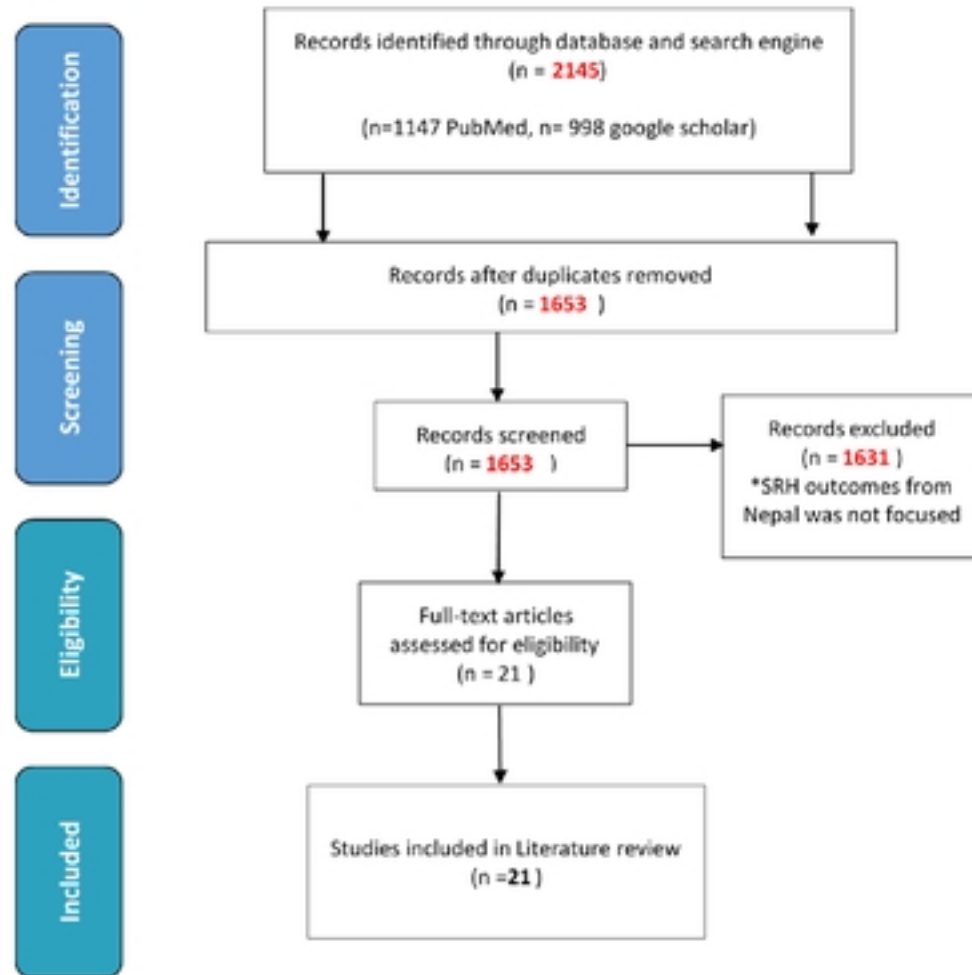 Identification
Records identified through database and search engine
(n = 2145)
(n=1147 PubMed, n= 998 google scholar)
Records after duplicates removed
(n = 1653 )
Screening
Records screened
(n = 1653 )
Records excluded
(n = 1631 )
*SRH outcomes from
Nepal was not focused
Eligibility
Full-text articles
assessed for eligibility
(n = 21 )
Included
Studies included in Literature review
(n =21 )